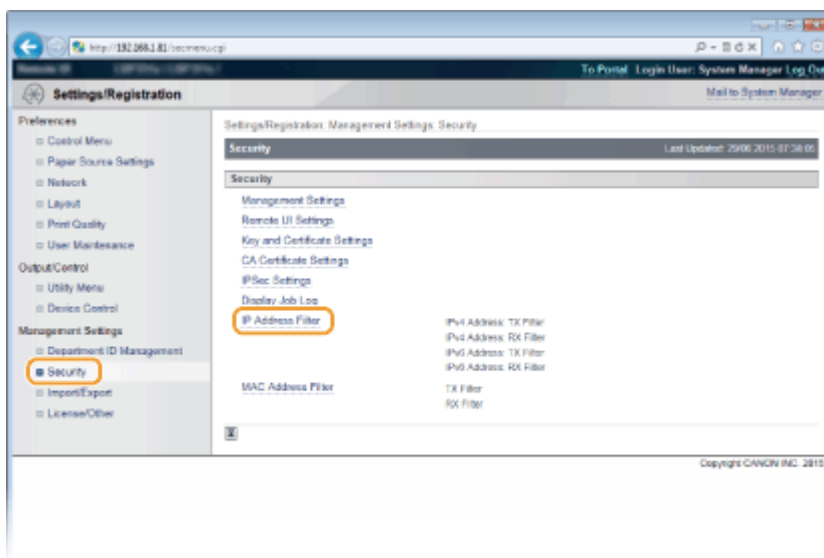 http://192.168.1.81/secmenu.cgi
To Portal Login User: System Manager Log Ou
Settings/Registration
Mail to System Manager
Preferences
Control Menu
Paper Source Settings
Network
Layout
Print Quality
User Maintenance
Output/Control
Utility Menu
Device Control
Management Settings
Department ID Management
Security
Import/Export
License/Other
Settings/Registration: Management Settings: Security
Security
Last Updated: 29/06 2015 07:38:05
Security
Management Settings
Remote UI Settings
Key and Certificate Settings
CA Certificate Settings
IPSec Settings
Display Job Log
IP Address Filter
IPv4 Address: TX Filter
IPv4 Address: RX Filter
IPv6 Address: TX Filter
IPv6 Address: RX Filter
MAC Address Filter
TX Filter
RX Filter
Copyright CANON INC. 2015